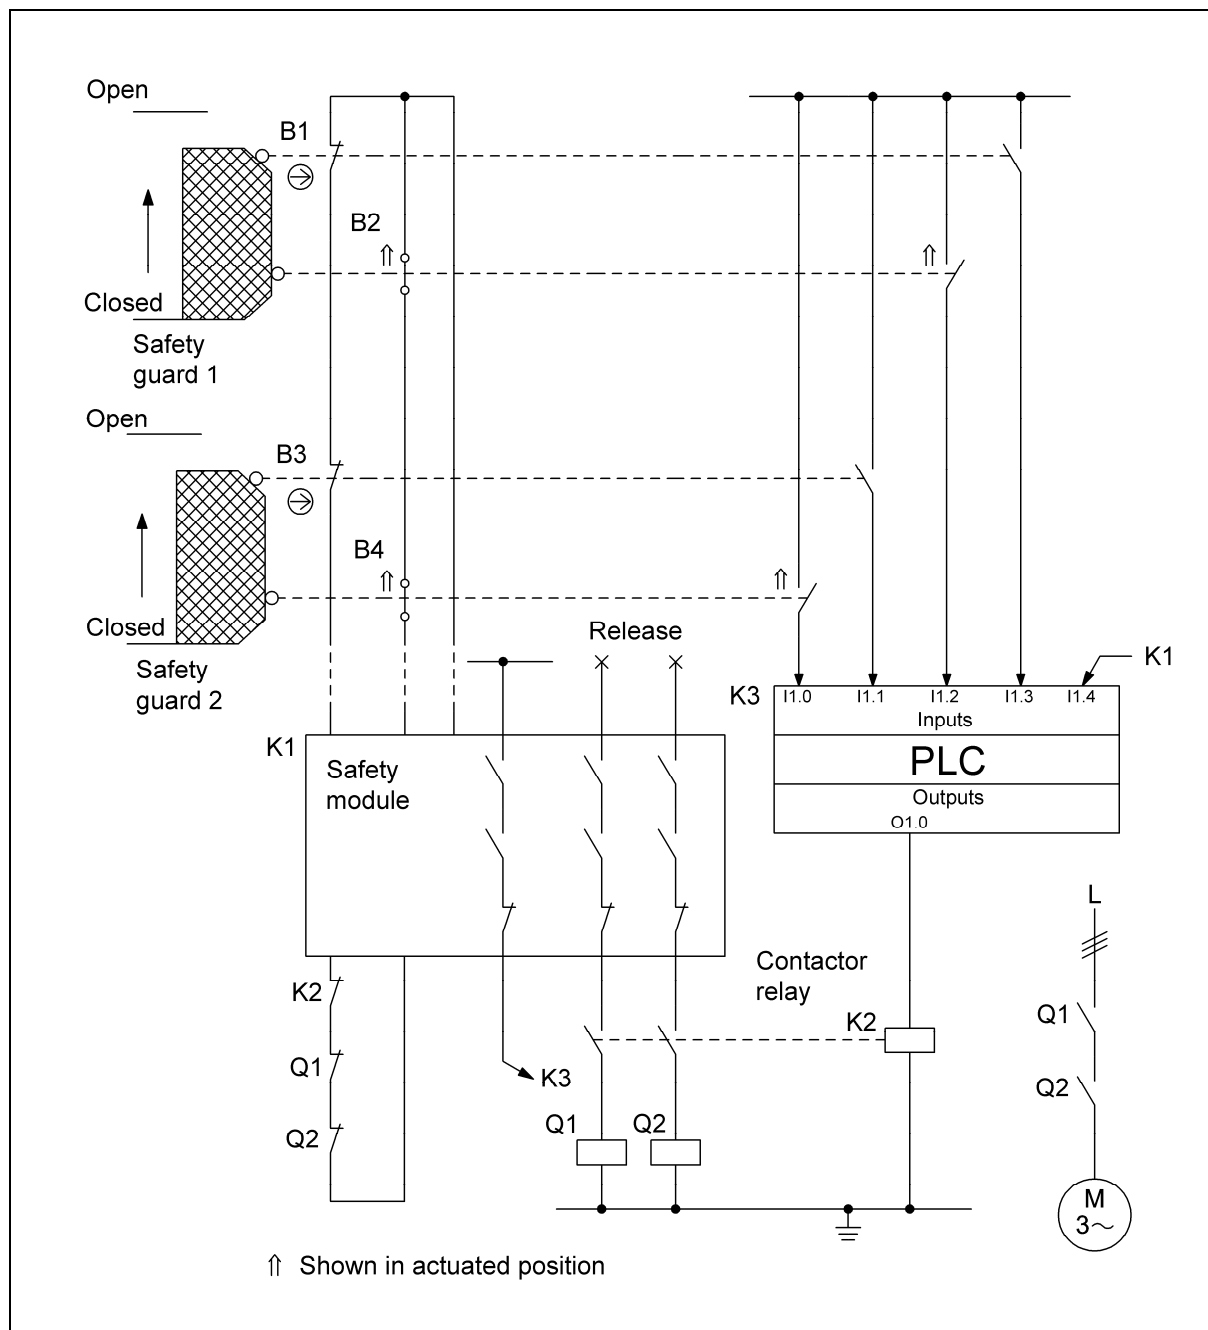 Open
B1
B2
Closed
Safety
guard 1
Open
B3
B4
Closed
Safety
guard 2
Release
K1
K3
I1.0
I1.1
I1.2
I1.3
I1.4
Inputs
PLC
Outputs
O1.0
K1
Safety
module
L
Contactor
relay
K2
K2
Q1
Q1
Q2
K3
Q1
Q2
Q2
M
3～
⇑ Shown in actuated position